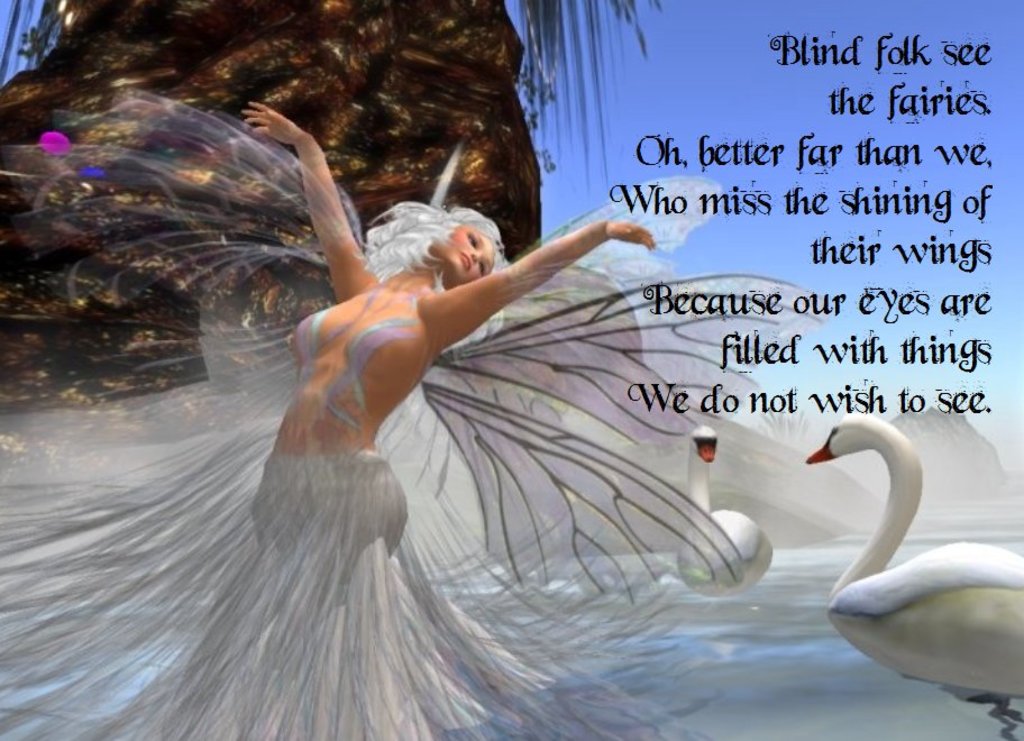 Blind folk see
the fairies.
Oh, better far than we,
Who miss the shining of
their wings
Because our eyes are
filled with things
We do not wish to see.